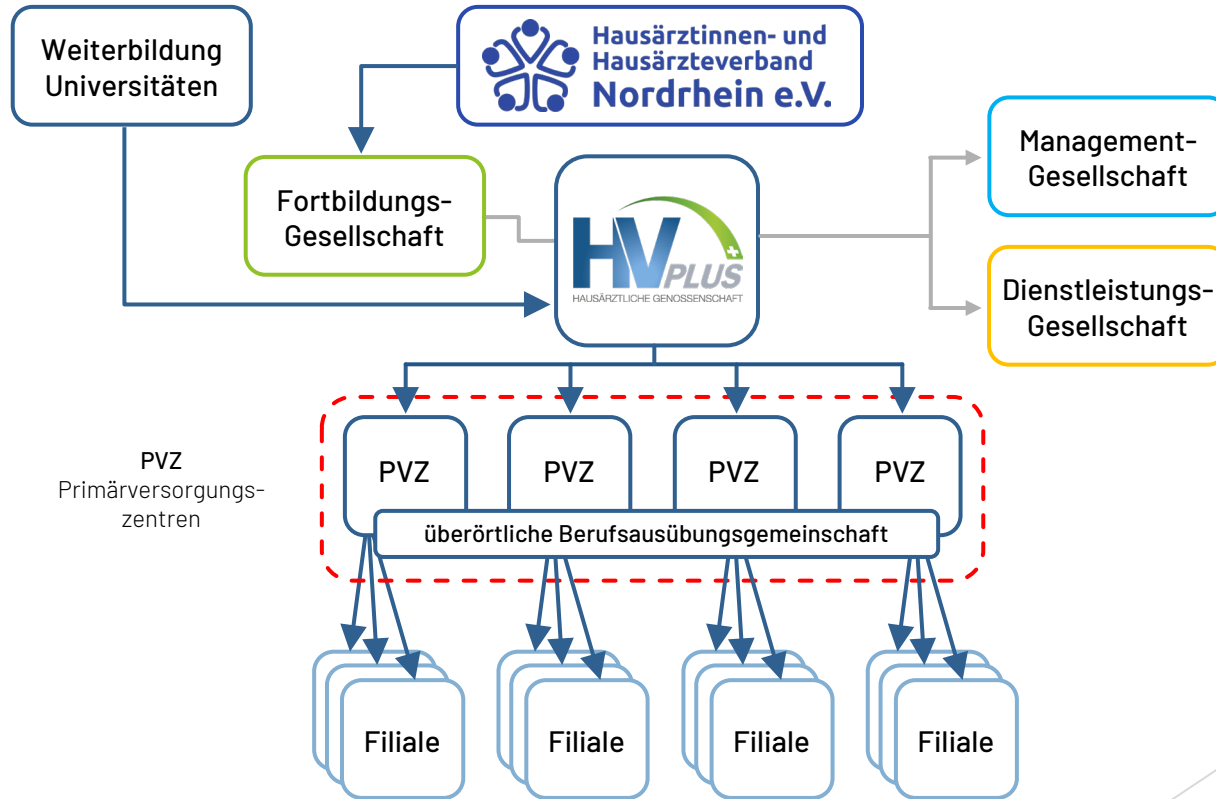 Weiterbildung
Universitäten
Hausärztinnen- und
Hausärzteverband
Nordrhein e.V.
Fortbildungs-
Gesellschaft
HV PLUS
HAUSÄRZTLICHE GENOSSENSCHAFT
Management-
Gesellschaft
Dienstleistungs-
Gesellschaft
PVZ
Primärversorgungs-
zentren
PVZ
PVZ
PVZ
PVZ
überörtliche Berufsausübungsgemeinschaft
Filiale
Filiale
Filiale
Filiale